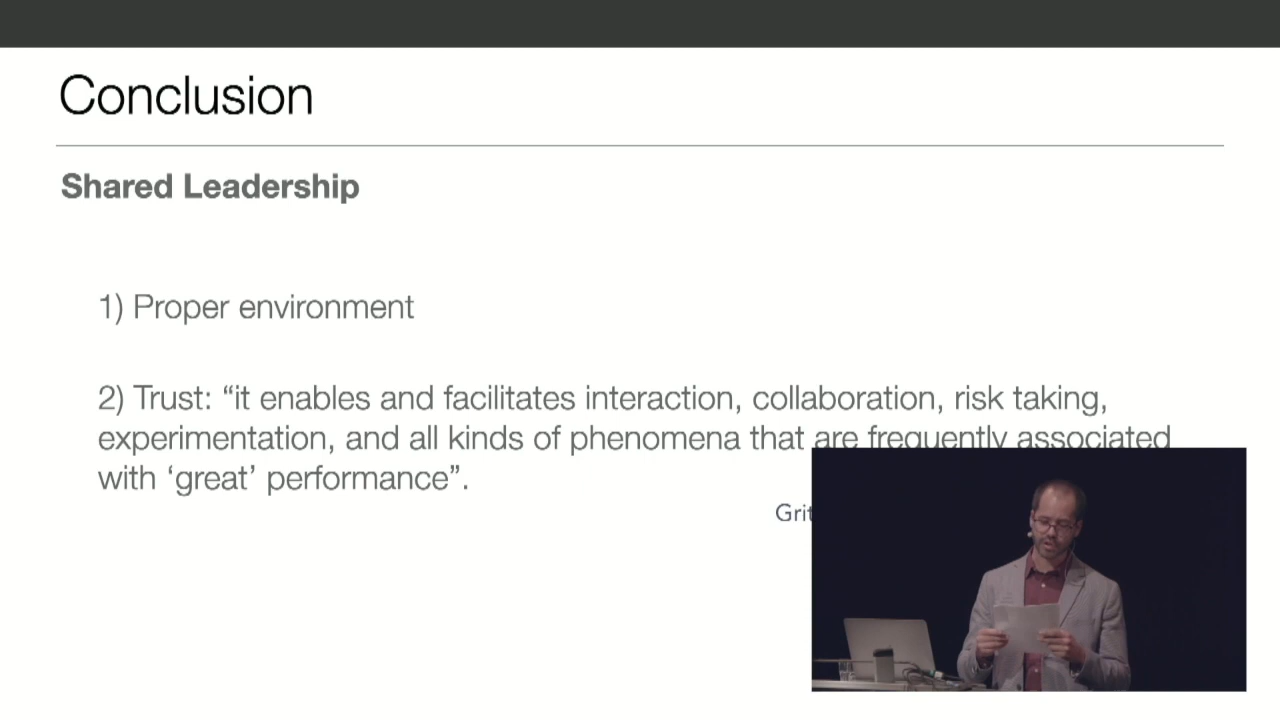 Conclusion
Shared Leadership
1) Proper environment
2) Trust: “it enables and facilitates interaction, collaboration, risk taking,
experimentation, and all kinds of phenomena that are frequently associated
with ‘great’ performance”.